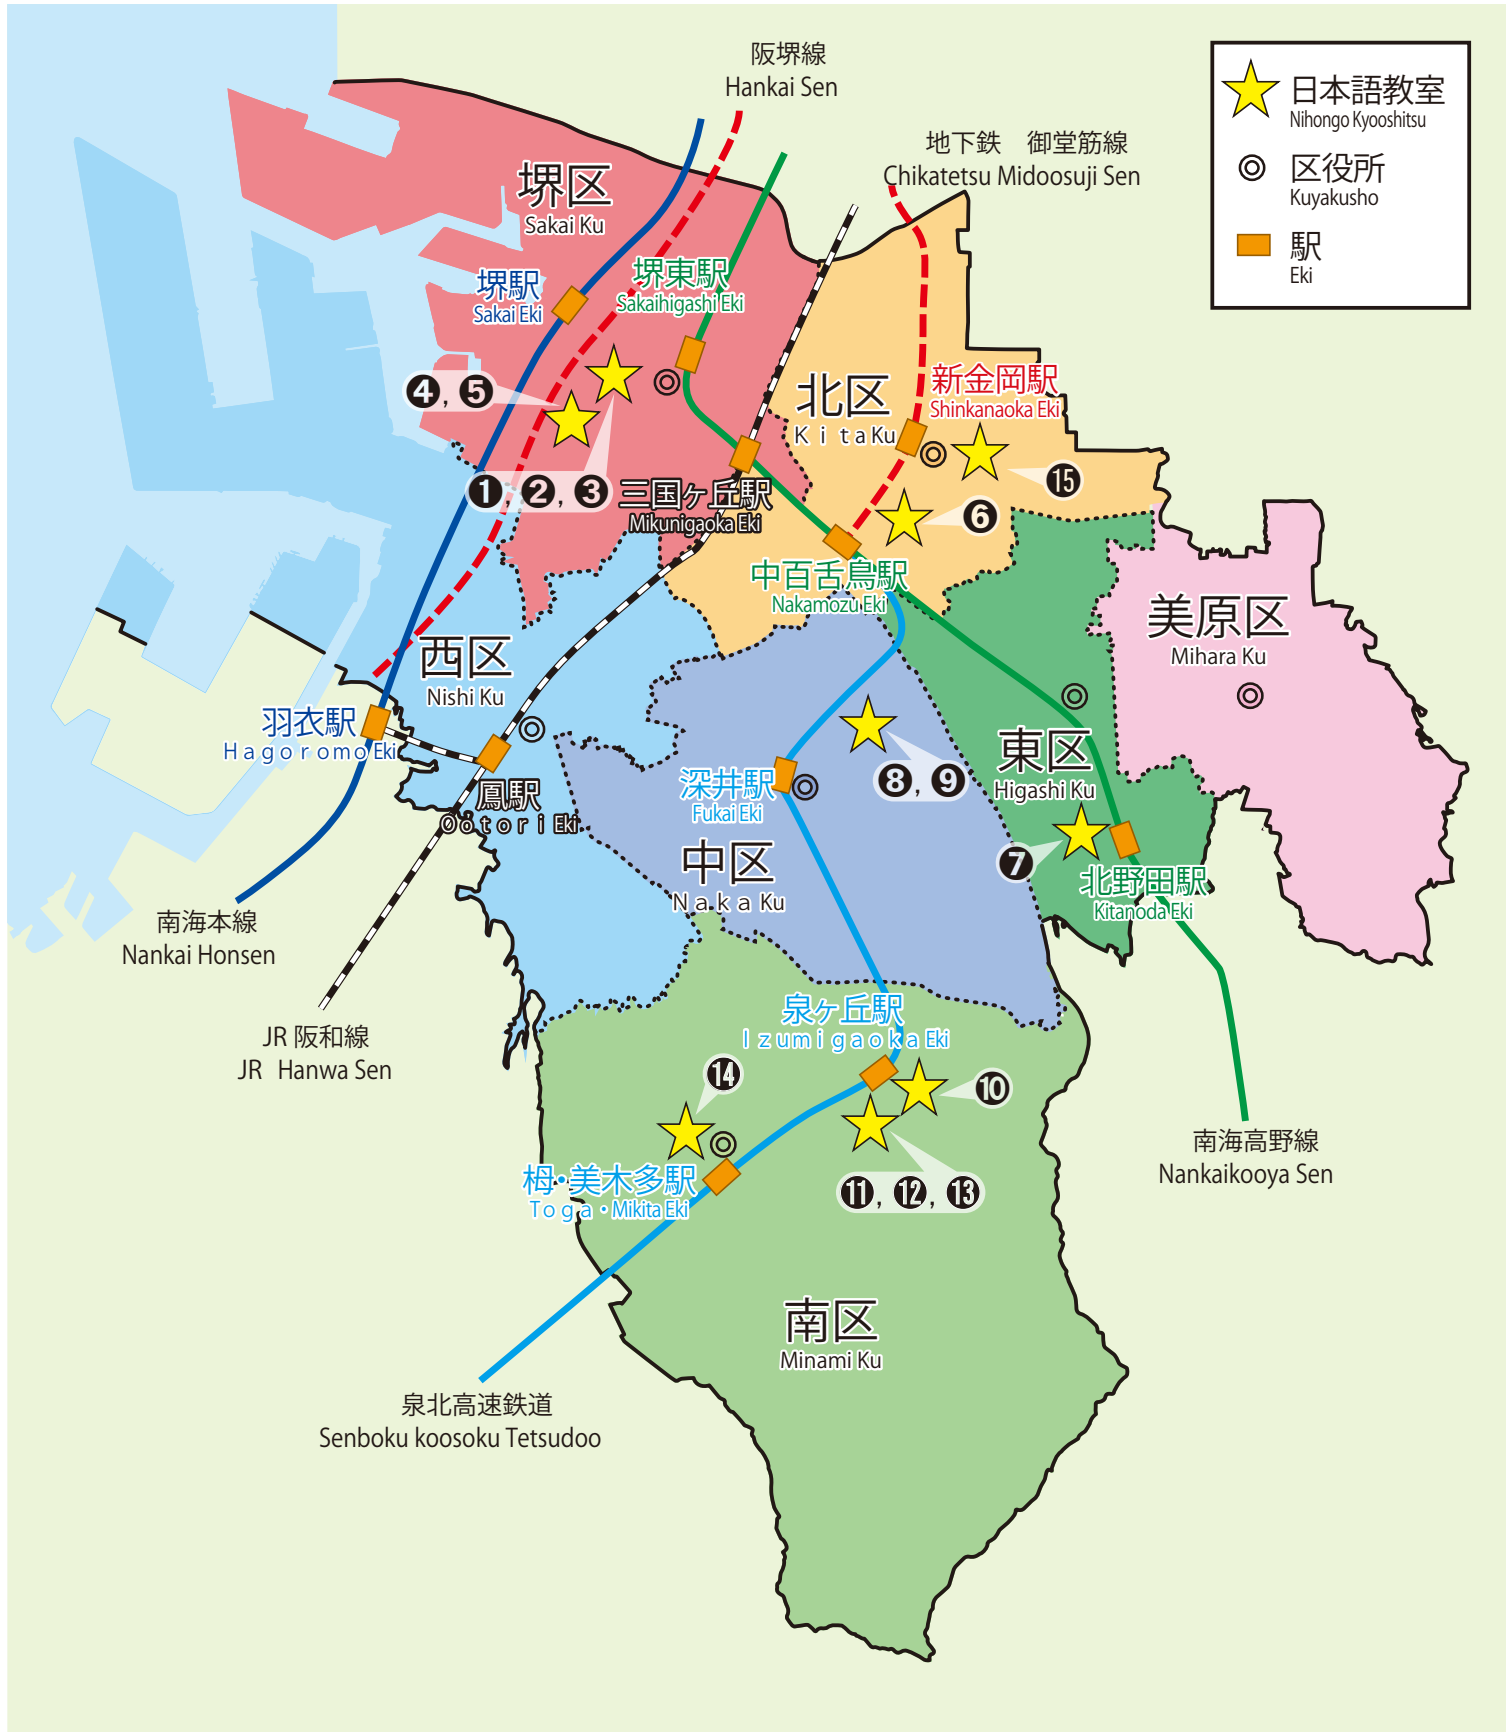 阪堺線
Hankai Sen
地下鉄　御堂筋線
Chikatetsu Midoosuji Sen
日本語教室
Nihongo Kyooshitsu
区役所
Kuyakusho
駅
Eki
堺区
Sakai Ku
堺駅
Sakai Eki
堺東駅
Sakaihigashi Eki
❹, ❺
❶, ❷, ❸
三国ヶ丘駅
Mikunigaoka Eki
北区
Kita Ku
新金岡駅
Shinkanaoka Eki
⓯
❻
中百舌鳥駅
Nakamozu Eki
美原区
Mihara Ku
西区
Nishi Ku
羽衣駅
Hagoromo Eki
鳳駅
Ootori Eki
深井駅
Fukai Eki
❽, ❾
東区
Higashi Ku
❼
中区
Naka Ku
北野田駅
Kitanoda Eki
南海本線
Nankai Honsen
JR 阪和線
JR Hanwa Sen
泉ヶ丘駅
Izumigaoka Eki
⓮
❿
⓫, ⓬, ⓭
栂・美木多駅
Toga・Mikita Eki
南海高野線
Nankaikooya Sen
南区
Minami Ku
泉北高速鉄道
Senboku koosoku Tetsudoo